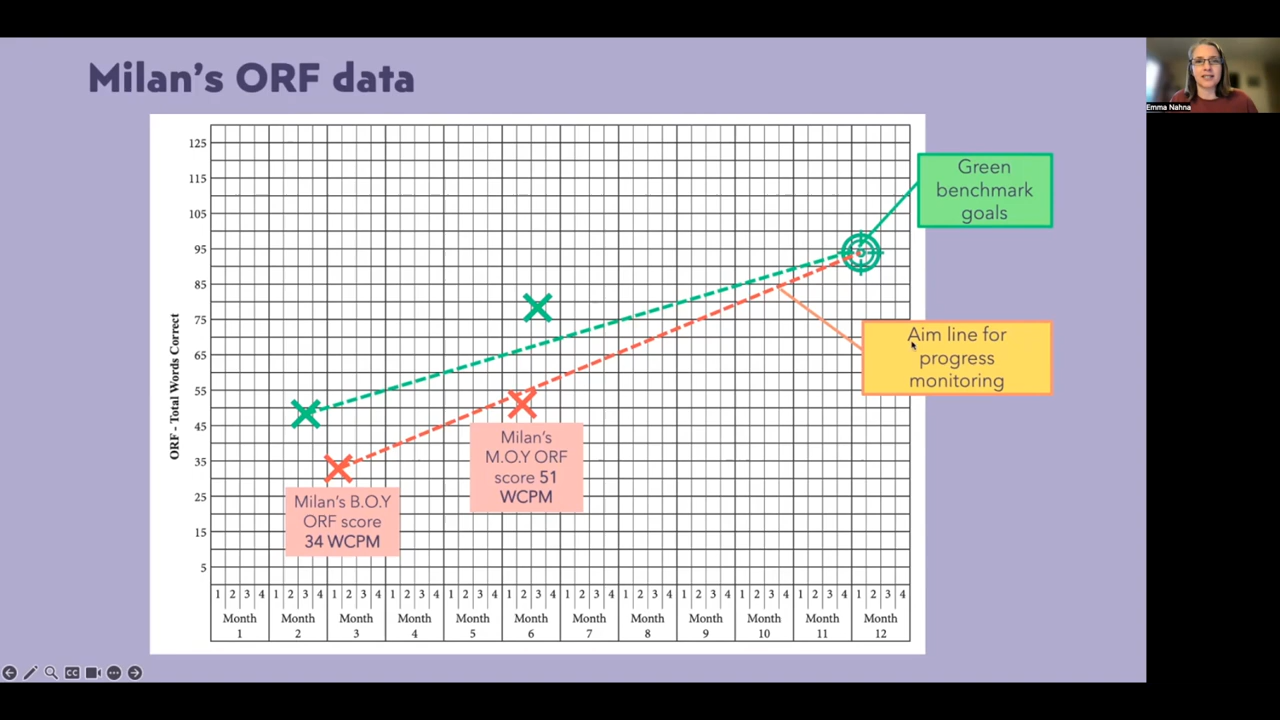 Milan's ORF data
Emma Nahna
Green
benchmark
goals
Aim line for
progress
monitoring
ORF - Total Words Correct
125
115
105
95
85
75
65
55
45
35
25
15
5
Milan's
M.O.Y ORF
score 51
WCPM
Milan's B.O.Y
ORF score
34 WCPM
1 2 3 4 1 2 3 4 1 2 3 4 1 2 3 4 1 2 3 4 1 2 3 4 1 2 3 4 1 2 3 4 1 2 3 4 1 2 3 4 1 2 3 4 1 2 3 4
Month Month Month Month Month Month Month Month Month Month Month Month
1 2 3 4 5 6 7 8 9 10 11 12
CC